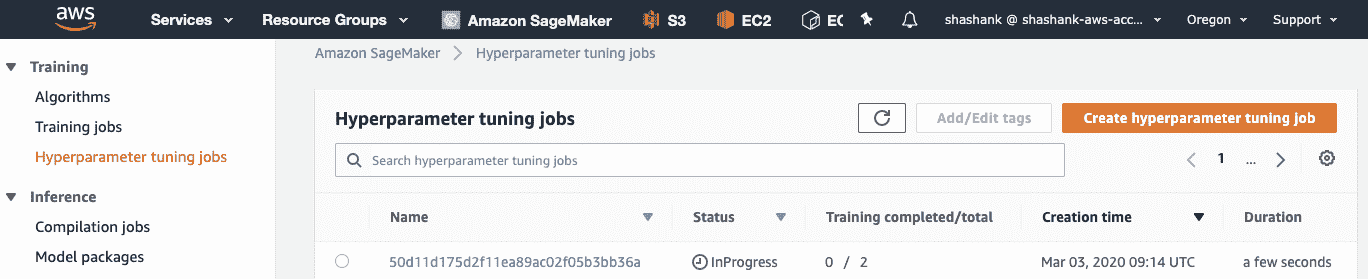 aws Services Resource Groups Amazon SageMaker S3 EC2 EC shashank @ shashank-aws-acc... Oregon Support
Amazon SageMaker > Hyperparameter tuning jobs
Training
Algorithms
Training jobs
Hyperparameter tuning jobs
Inference
Compilation jobs
Model packages
Hyperparameter tuning jobs Add/Edit tags Create hyperparameter tuning job
Search hyperparameter tuning jobs 1 ...
Name Status Training completed/total Creation time Duration
50d11d175d2f11ea89ac02f05b3bb36a InProgress 0 / 2 Mar 03, 2020 09:14 UTC a few seconds